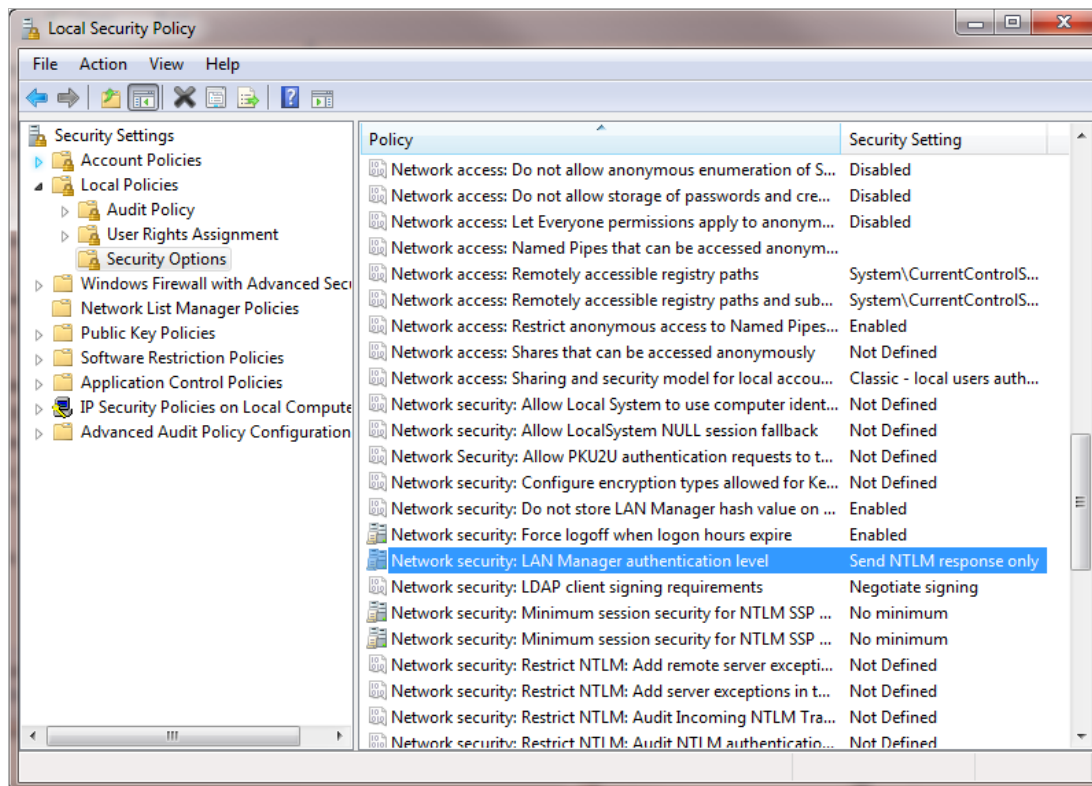 Local Security Policy
File Action View Help
Security Settings
Account Policies
Local Policies
Audit Policy
User Rights Assignment
Security Options
Windows Firewall with Advanced Secu
Network List Manager Policies
Public Key Policies
Software Restriction Policies
Application Control Policies
IP Security Policies on Local Compute
Advanced Audit Policy Configuration
Policy Security Setting
Network access: Do not allow anonymous enumeration of S... Disabled
Network access: Do not allow storage of passwords and cre... Disabled
Network access: Let Everyone permissions apply to anonym... Disabled
Network access: Named Pipes that can be accessed anonym...
Network access: Remotely accessible registry paths System\CurrentControlS...
Network access: Remotely accessible registry paths and sub... System\CurrentControlS...
Network access: Restrict anonymous access to Named Pipes... Enabled
Network access: Shares that can be accessed anonymously Not Defined
Network access: Sharing and security model for local accou... Classic - local users auth...
Network security: Allow Local System to use computer ident... Not Defined
Network security: Allow LocalSystem NULL session fallback Not Defined
Network Security: Allow PKU2U authentication requests to t... Not Defined
Network security: Configure encryption types allowed for Ke... Not Defined
Network security: Do not store LAN Manager hash value on ... Enabled
Network security: Force logoff when logon hours expire Enabled
Network security: LAN Manager authentication level Send NTLM response only
Network security: LDAP client signing requirements Negotiate signing
Network security: Minimum session security for NTLM SSP ... No minimum
Network security: Minimum session security for NTLM SSP ... No minimum
Network security: Restrict NTLM: Add remote server excepti... Not Defined
Network security: Restrict NTLM: Add server exceptions in t... Not Defined
Network security: Restrict NTLM: Audit Incoming NTLM Tra... Not Defined
Network security: Restrict NTLM: Audit NTLM authenticatio... Not Defined